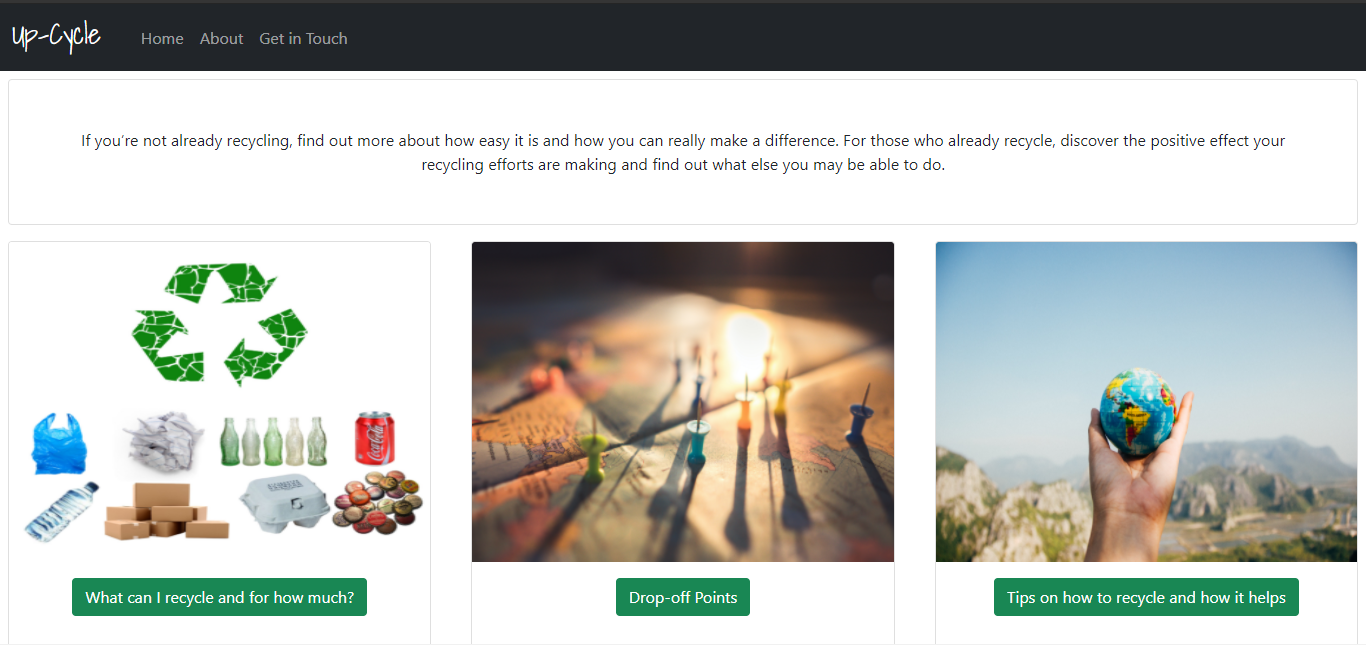 Up-Cycle Home About Get in Touch
If you're not already recycling, find out more about how easy it is and how you can really make a difference. For those who already recycle, discover the positive effect your
recycling efforts are making and find out what else you may be able to do.
Coca-Cola
What can I recycle and for how much?
Drop-off Points
Tips on how to recycle and how it helps